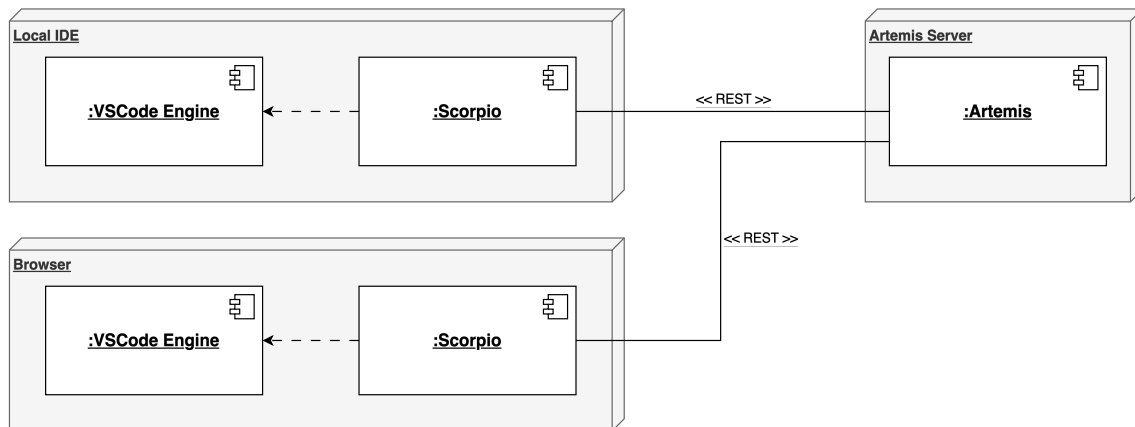 Local IDE
:VSCode Engine
:Scorpio
<< REST >>
Artemis Server
:Artemis
<< REST >>
Browser
:VSCode Engine
:Scorpio